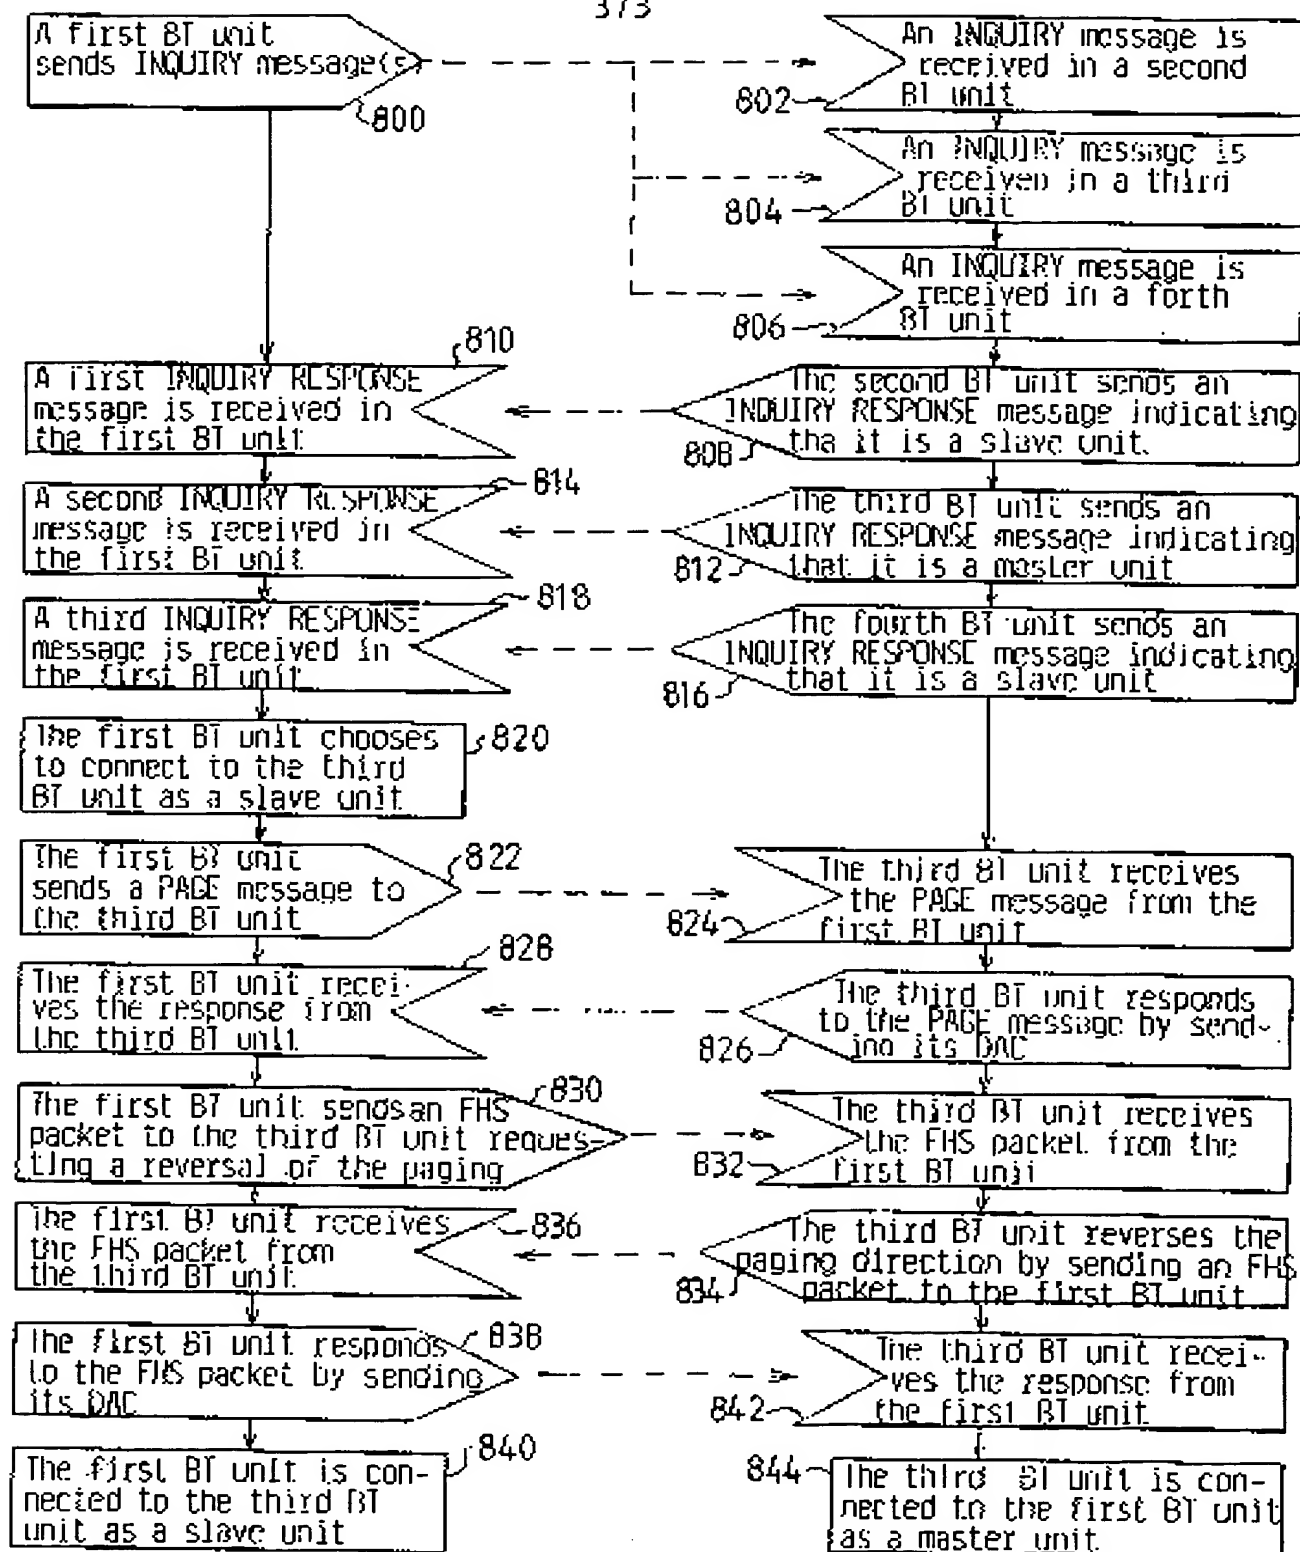 373
A first BT unit
sends INQUIRY message(s)
800
An INQUIRY message is
received in a second
BT unit
802
An INQUIRY message is
received in a third
BT unit
804
An INQUIRY message is
received in a forth
BT unit
806
810
A first INQUIRY RESPONSE
message is received in
the first BT unit
The second BT unit sends an
INQUIRY RESPONSE message indicating
tha it is a slave unit.
808
814
A second INQUIRY RESPONSE
message is received in
the first BT unit
The third BT unit sends an
INQUIRY RESPONSE message indicating
that it is a master unit
812
818
A third INQUIRY RESPONSE
message is received in
the first BT unit
The fourth BT unit sends an
INQUIRY RESPONSE message indicating
that it is a slave unit
816
The first BT unit chooses
to connect to the third
BT unit as a slave unit
820
The first BT unit
sends a PAGE message to
the third BT unit
822
The third BT unit receives
the PAGE message from the
first BT unit
824
828
The first BT unit recei-
ves the response from
the third BT unit
The third BT unit responds
to the PAGE message by send-
ing its DAC
826
830
The first BT unit sends an FHS
packet to the third BT unit reques-
ting a reversal of the paging
The third BT unit receives
the FHS packet from the
first BT unit
832
The first BT unit receives
the FHS packet from
the third BT unit
836
The third BT unit reverses the
paging direction by sending an FHS
packet to the first BT unit
834
The first BT unit responds
to the FHS packet by sending
its DAC
838
The third BT unit recei-
ves the response from
the first BT unit
842
840
The first BT unit is con-
nected to the third BT
unit as a slave unit
844
The third BT unit is con-
nected to the first BT unit
as a master unit